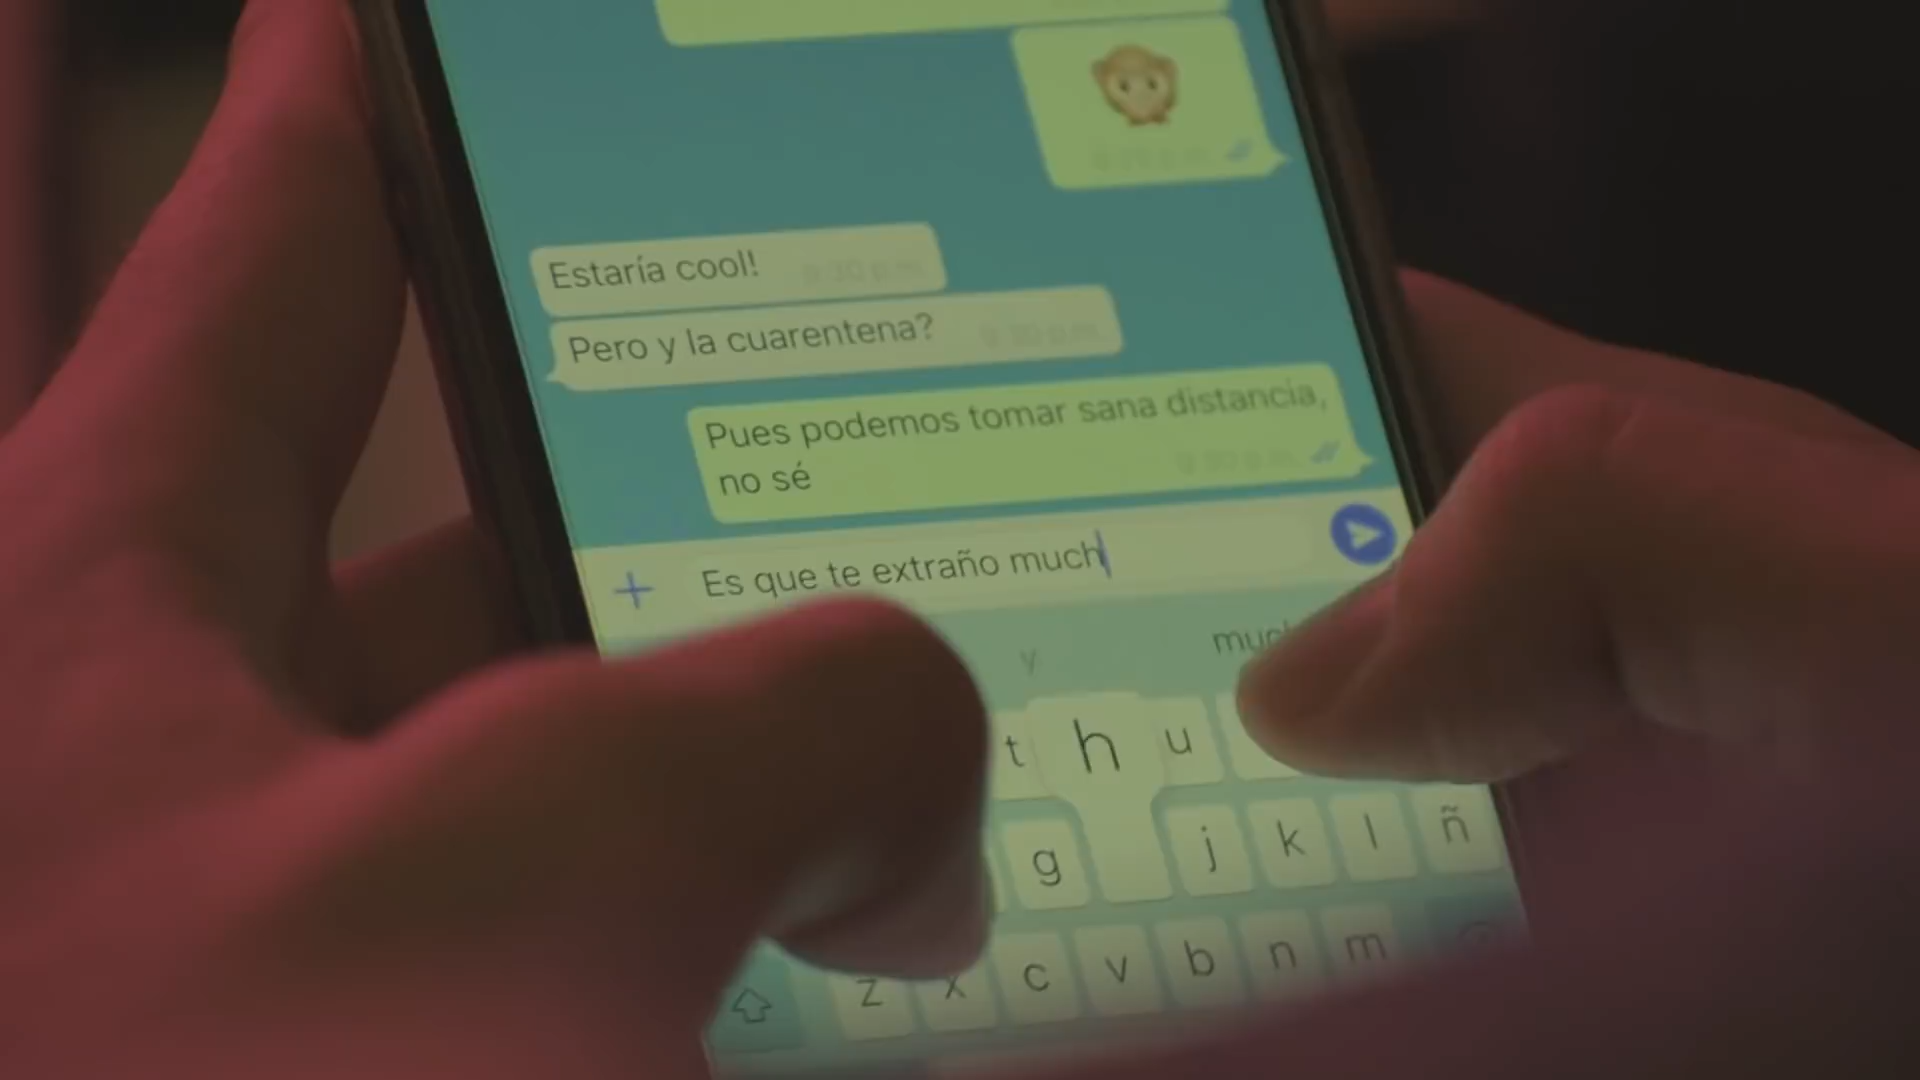 Estaría cool!
Pero y la cuarentena?
Pues podemos tomar sana distancia,
no sé
Es que te extraño much
y
t h u
g j k l ñ
z x c v b n m